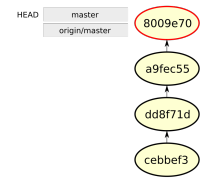 HEAD master 8009e70
origin/master
a9fec55
dd8f71d
cebbef3